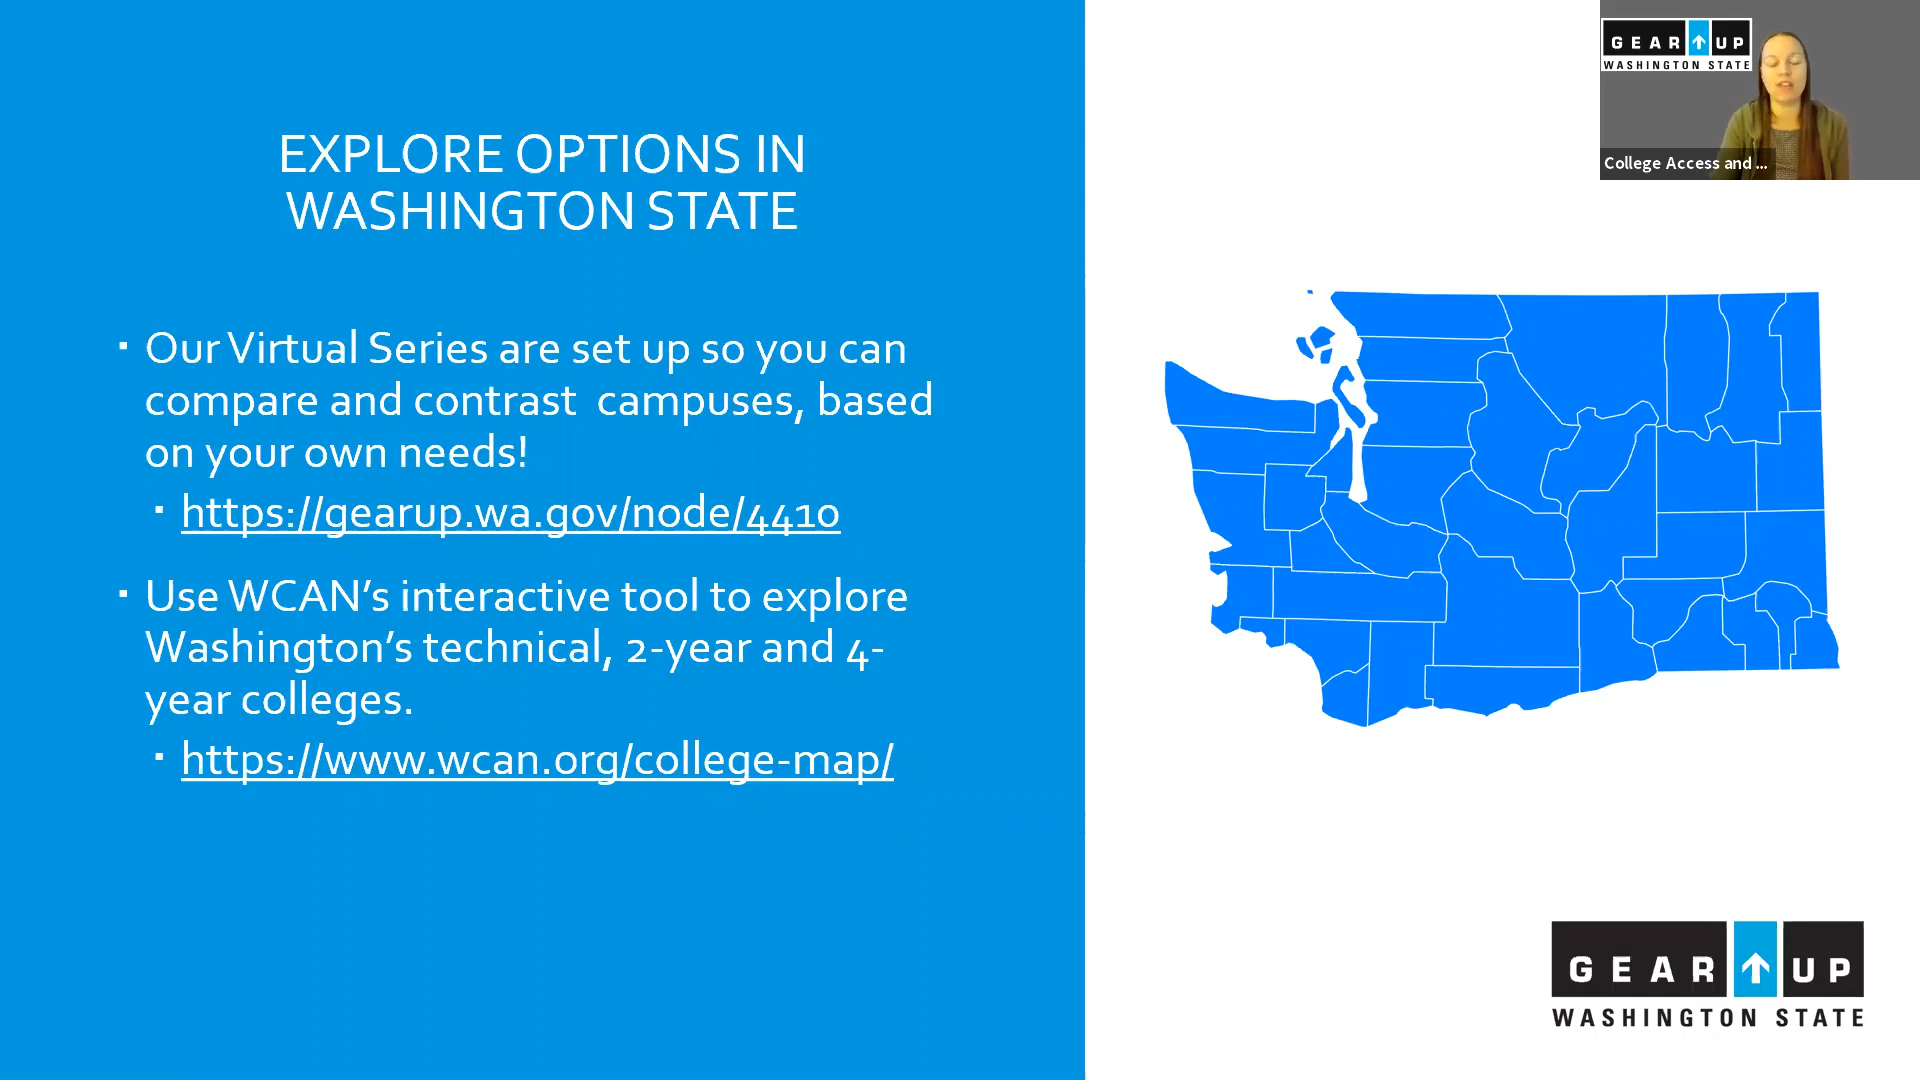 EXPLORE OPTIONS IN
WASHINGTON STATE
▪ Our Virtual Series are set up so you can
compare and contrast campuses, based
on your own needs!
▪ https://gearup.wa.gov/node/4410
▪ Use WCAN’s interactive tool to explore
Washington’s technical, 2-year and 4-
year colleges.
▪ https://www.wcan.org/college-map/
GEAR UP
WASHINGTON STATE
College Access and ...
GEAR UP
WASHINGTON STATE